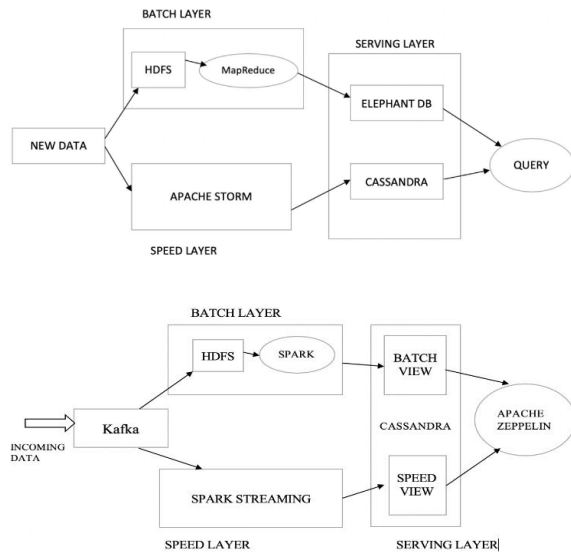 BATCH LAYER
SERVING LAYER
HDFS
MapReduce
ELEPHANT DB
NEW DATA
QUERY
APACHE STORM
CASSANDRA
SPEED LAYER
BATCH LAYER
HDFS
SPARK
BATCH
VIEW
Kafka
INCOMING
DATA
CASSANDRA
APACHE
ZEPPELIN
SPARK STREAMING
SPEED
VIEW
SPEED LAYER
SERVING LAYER